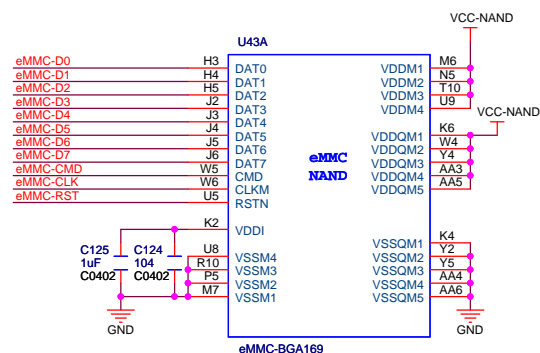 VCC-NAND
U43A
eMMC-D0 H3 DAT0 VDDM1 M6
eMMC-D1 H4 DAT1 VDDM2 N5
eMMC-D2 H5 DAT2 VDDM3 T10
eMMC-D3 J2 DAT3 VDDM4 U9
VCC-NAND
eMMC-D4 J3 DAT4
eMMC-D5 J4 DAT5 VDDQM1 K6
eMMC-D6 J5 DAT6 eMMC VDDQM2 W4
eMMC-D7 J6 DAT7 VDDQM3 Y4
eMMC-CMD W5 CMD NAND VDDQM4 AA3
eMMC-CLK W6 CLKM VDDQM5 AA5
eMMC-RST U5 RSTN
K2 VDDI
VSSQM1 K4
C125 C124 U8 VSSM4 VSSQM2 Y2
1uF 104 R10 VSSM3 VSSQM3 Y5
C0402 C0402 P5 VSSM2 VSSQM4 AA4
M7 VSSM1 VSSQM5 AA6
GND GND
eMMC-BGA169